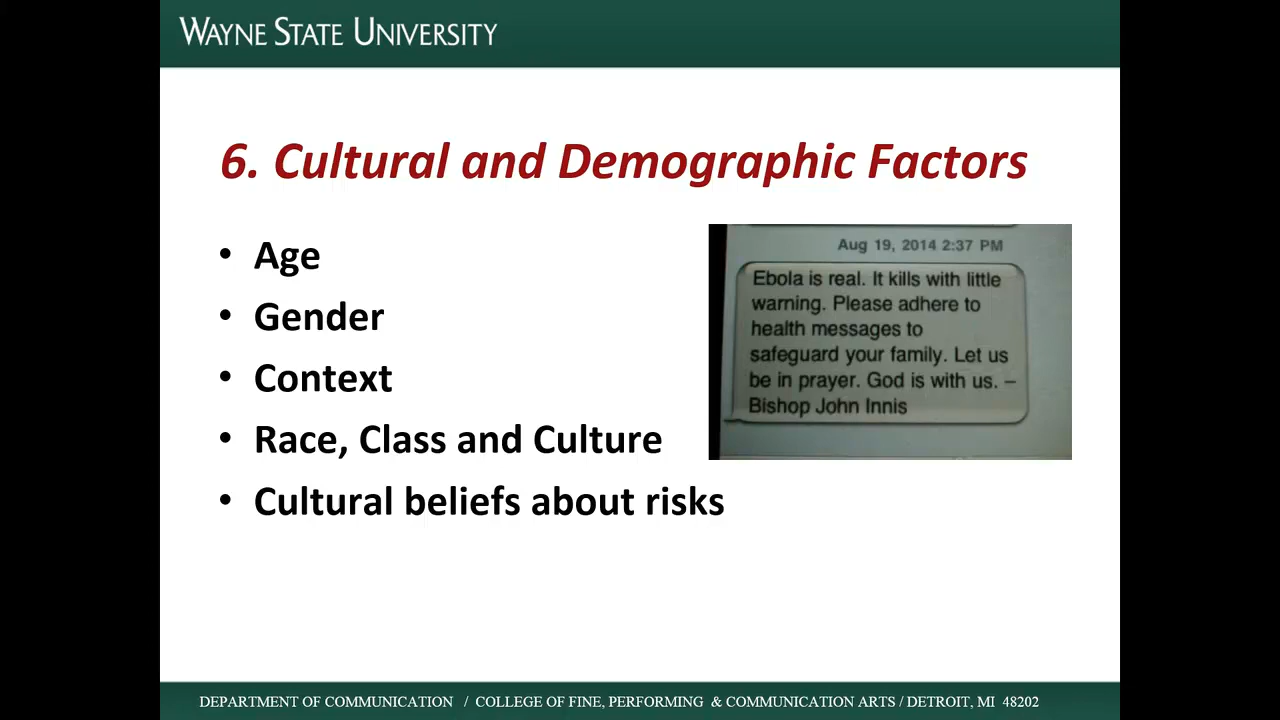 WAYNE STATE UNIVERSITY
6. Cultural and Demographic Factors
• Age
• Gender
• Context
• Race, Class and Culture
• Cultural beliefs about risks
Aug 19, 2014 2:37 PM
Ebola is real. It kills with little
warning. Please adhere to
health messages to
safeguard your family. Let us
be in prayer. God is with us. –
Bishop John Innis
DEPARTMENT OF COMMUNICATION / COLLEGE OF FINE, PERFORMING & COMMUNICATION ARTS / DETROIT, MI 48202